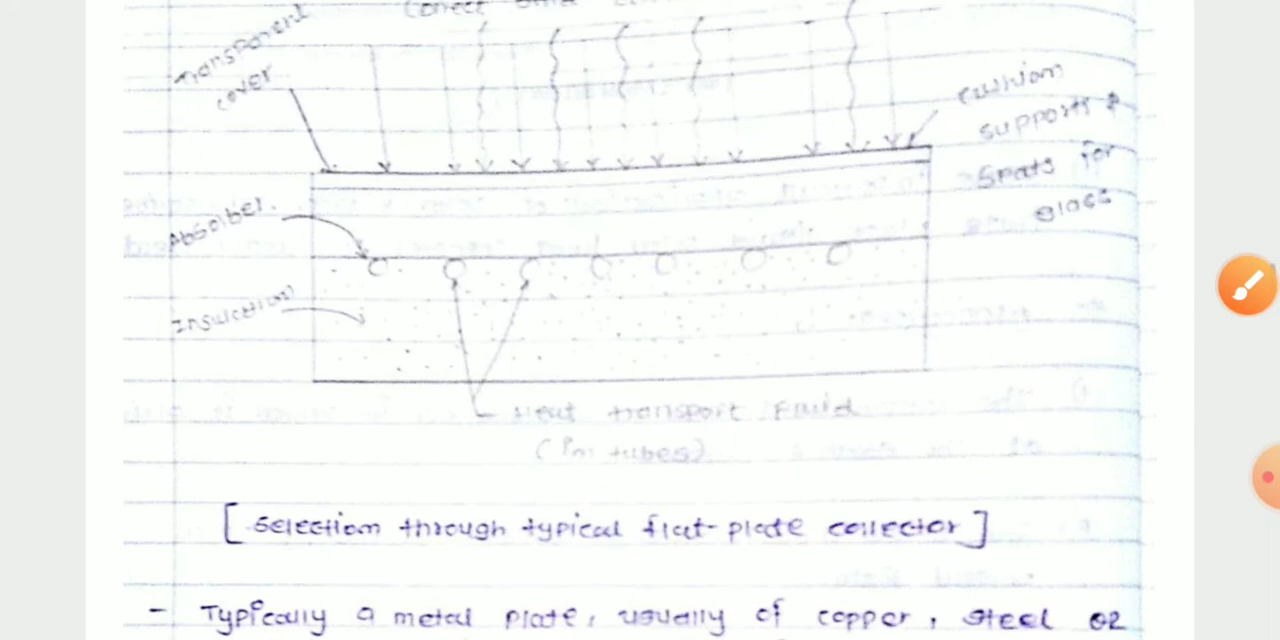 Transparent
cover
cushion
supports &
Seats for
glass
Absorber.
Insulation
Heat transport Fluid
(in tubes)
[ Selection through typical flat-plate collector ]
- Typically a metal plate, usually of copper, steel or